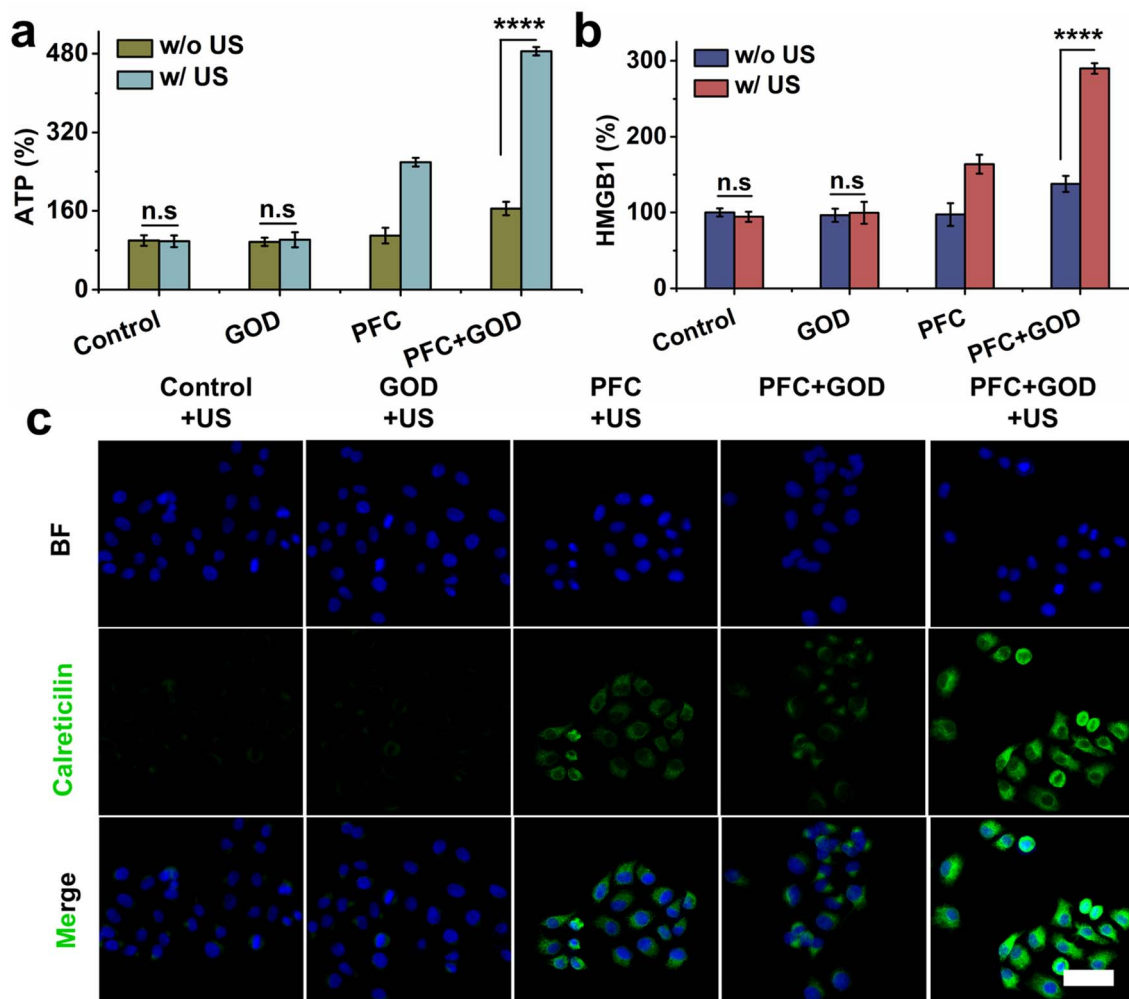 a
ATP (%)
480
320
160
0
w/o US
w/ US
n.s
n.s
****
Control
GOD
PFC
PFC+GOD
b
HMGB1 (%)
300
200
100
0
w/o US
w/ US
n.s
n.s
****
Control
GOD
PFC
PFC+GOD
c
Control
+US
GOD
+US
PFC
+US
PFC+GOD
PFC+GOD
+US
BF
Calreticilin
Merge